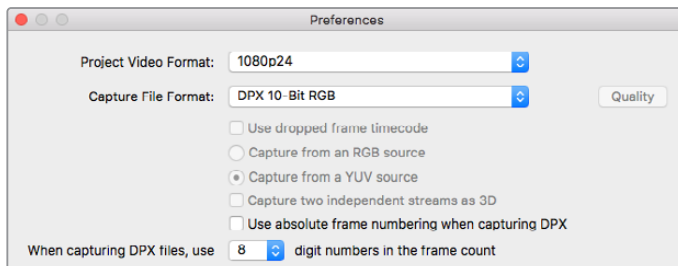 Preferences
Project Video Format: 1080p24
Capture File Format: DPX 10-Bit RGB Quality
Use dropped frame timecode
Capture from an RGB source
Capture from a YUV source
Capture two independent streams as 3D
Use absolute frame numbering when capturing DPX
When capturing DPX files, use 8 digit numbers in the frame count